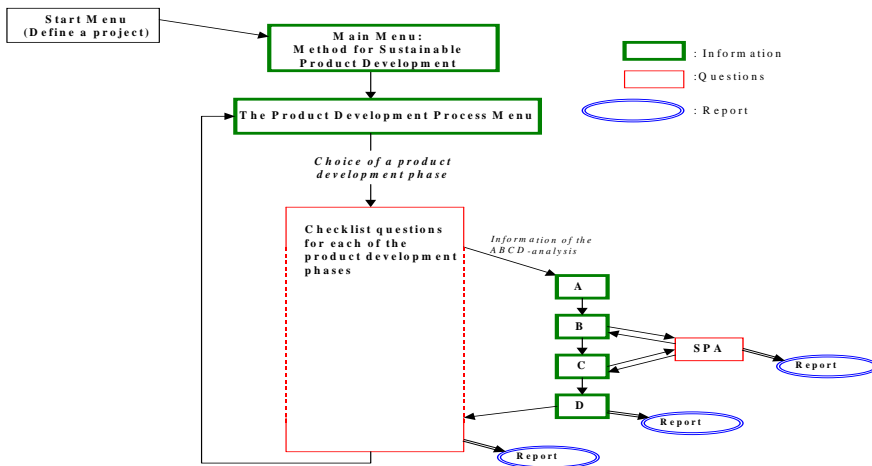 Start Menu
(Define a project)
Main Menu:
Method for Sustainable
Product Development
: Information
:Questions
: Report
The Product Development Process Menu
Choice of a product
development phase
Checklist questions
for each of the
product development
phases
Information of the
ABCD-analysis
A
B
SPA
C
Report
D
Report
Report